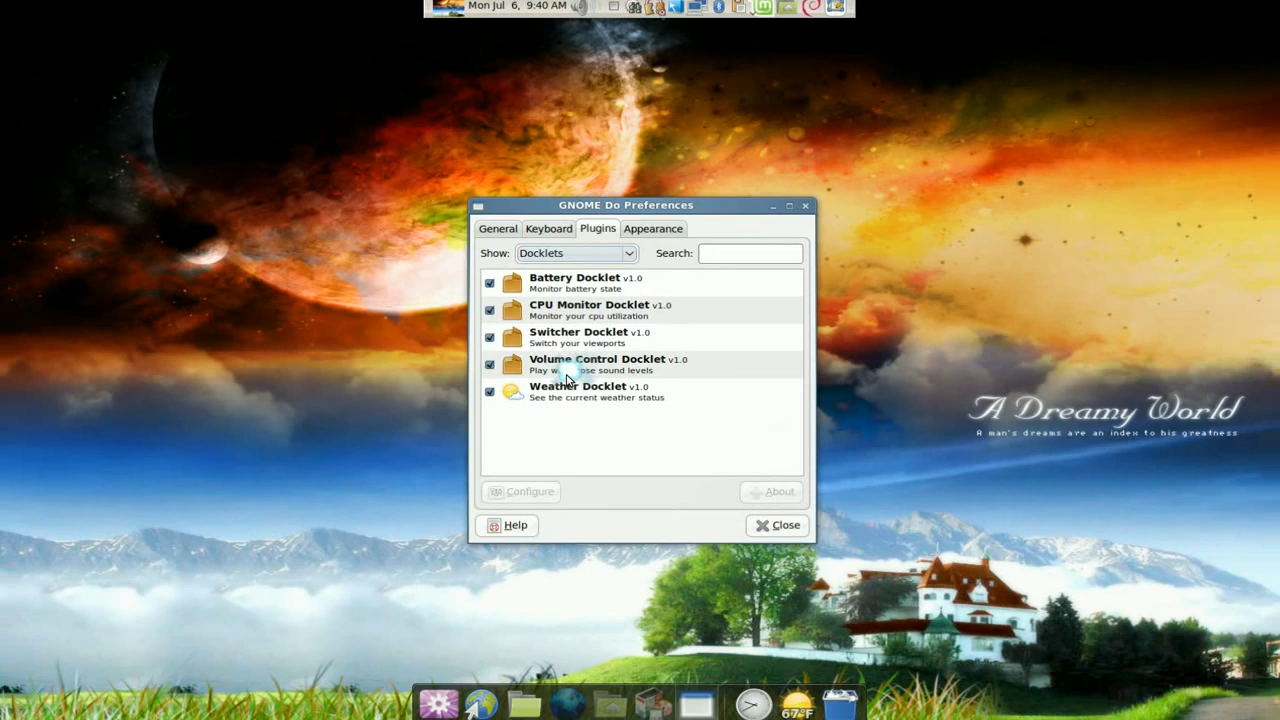 Mon Jul 6, 9:40 AM
GNOME Do Preferences
General Keyboard Plugins Appearance
Show: Docklets Search:
Battery Docklet v1.0
Monitor battery state
CPU Monitor Docklet v1.0
Monitor your cpu utilization
Switcher Docklet v1.0
Switch your viewports
Volume Control Docklet v1.0
Play ose sound levels
Weather Docklet v1.0
See the current weather status
A Dreamy World
A man's dreams are an index to his greatness
Configure About
Help Close
67°F